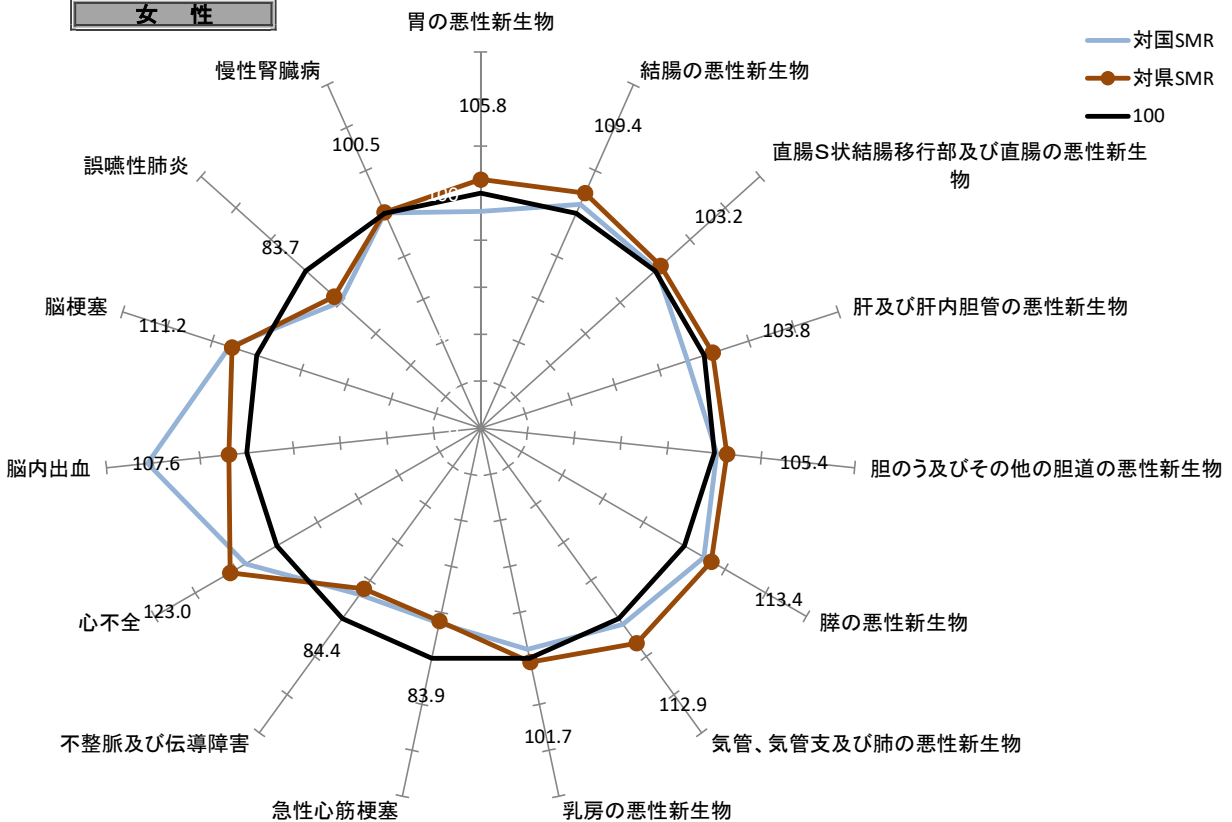 女 性
対国SMR
対県SMR
100
胃の悪性新生物
105.8
結腸の悪性新生物
109.4
直腸S状結腸移行部及び直腸の悪性新生
物
103.2
肝及び肝内胆管の悪性新生物
103.8
胆のう及びその他の胆道の悪性新生物
105.4
膵の悪性新生物
113.4
気管、気管支及び肺の悪性新生物
112.9
乳房の悪性新生物
101.7
急性心筋梗塞
83.9
不整脈及び伝導障害
84.4
心不全
123.0
脳内出血
107.6
脳梗塞
111.2
誤嚥性肺炎
83.7
慢性腎臓病
100.5
100